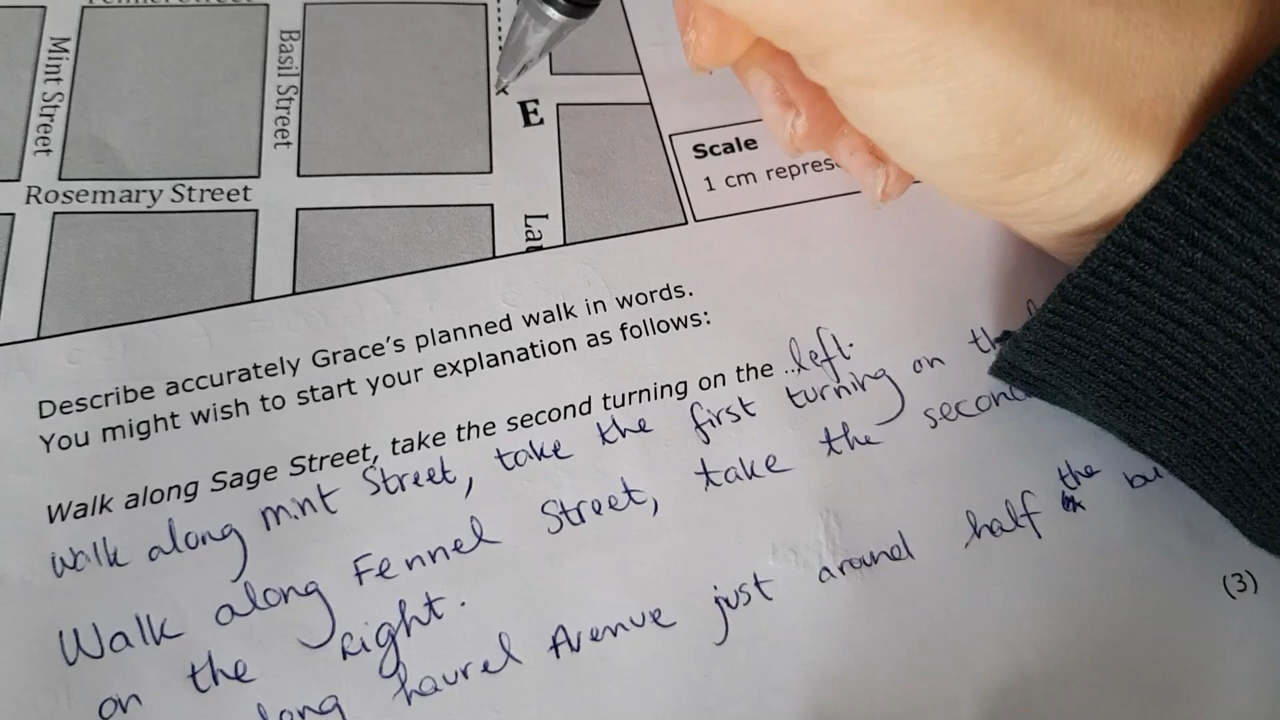 Mint Street
Basil Street
E
Scale
1 cm repres
Rosemary Street
Describe accurately Grace's planned walk in words.
You might wish to start your explanation as follows:
Walk along Sage Street, take the second turning on the ..left.
walk along mint Street, take the first turning on
Walk along Fennel Street, take the second
on the Right.
long Laurel Avenue just around half the
(3)